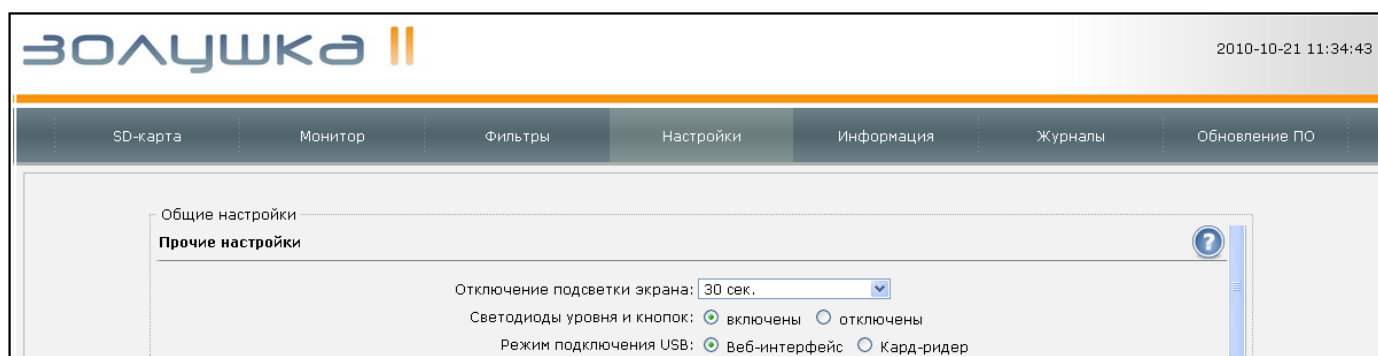 золушка II
2010-10-21 11:34:43
SD-карта Монитор Фильтры Настройки Информация Журналы Обновление ПО
Общие настройки
Прочие настройки
?
Отключение подсветки экрана: 30 сек.
Светодиоды уровня и кнопок: включены отключены
Режим подключения USB: Веб-интерфейс Кард-ридер